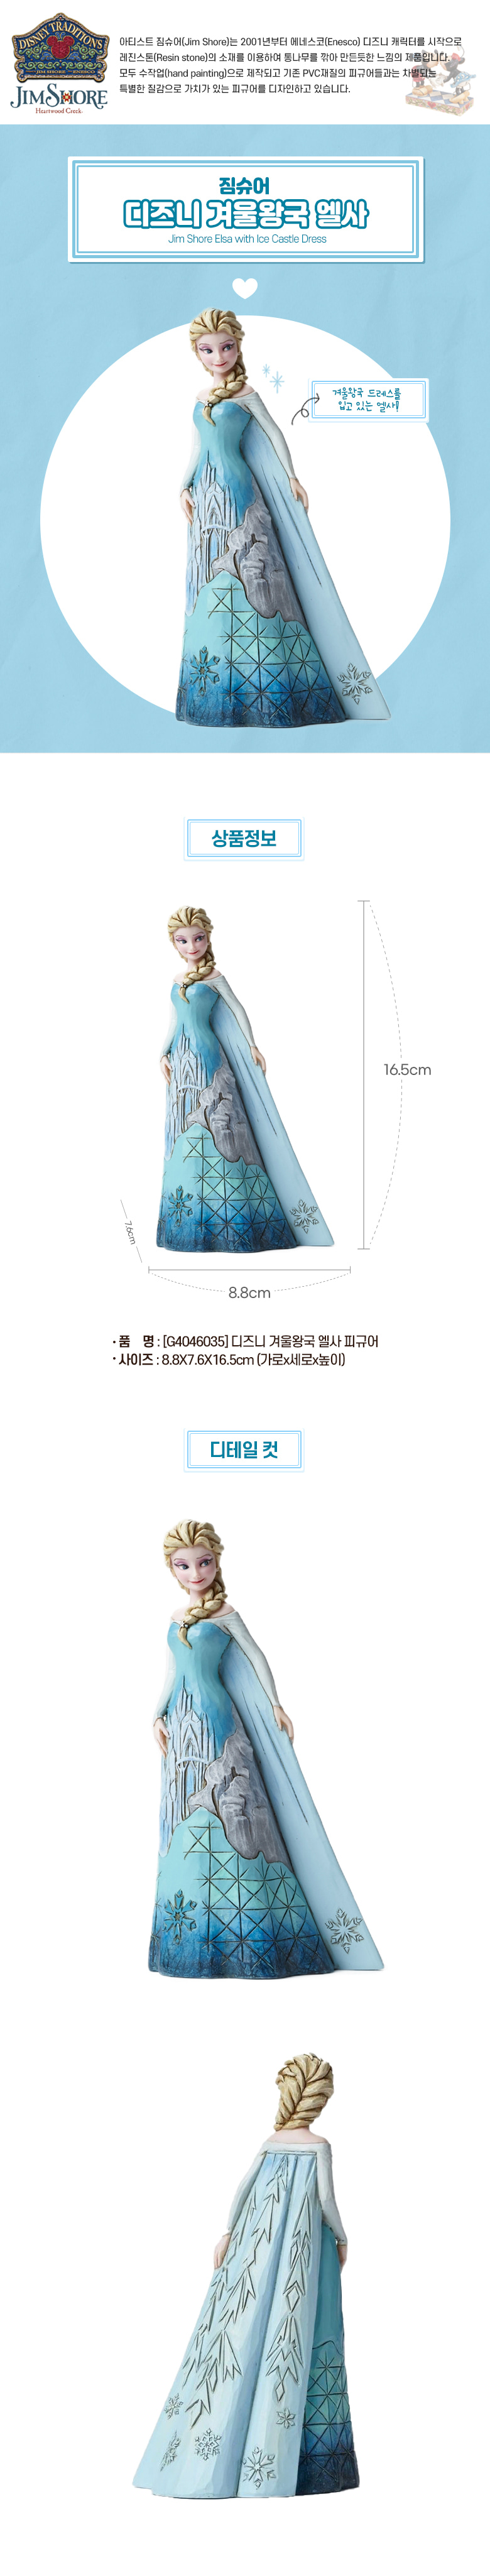 DISNEY TRADITIONS
JIM SHORE
ENESCO
JIM SHORE
Heartwood Creek
아티스트 짐슈어(Jim Shore)는 2001년부터 에네스코(Enesco) 디즈니 캐릭터를 시작으로
레진스톤(Resin stone)의 소재를 이용하여 통나무를 깎아 만든듯한 느낌의 제품입니다.
모두 수작업(hand painting)으로 제작되고 기존 PVC재질의 피규어들과는 차별되는
특별한 질감으로 가치가 있는 피규어를 디자인하고 있습니다.
짐슈어
디즈니 겨울왕국 엘사
Jim Shore Elsa with Ice Castle Dress
겨울왕국 드레스를
입고 있는 엘사!
상품정보
16.5cm
7.6cm
8.8cm
• 품 명 : [G4046035] 디즈니 겨울왕국 엘사 피규어
• 사이즈 : 8.8X7.6X16.5cm (가로x세로x높이)
디테일 컷